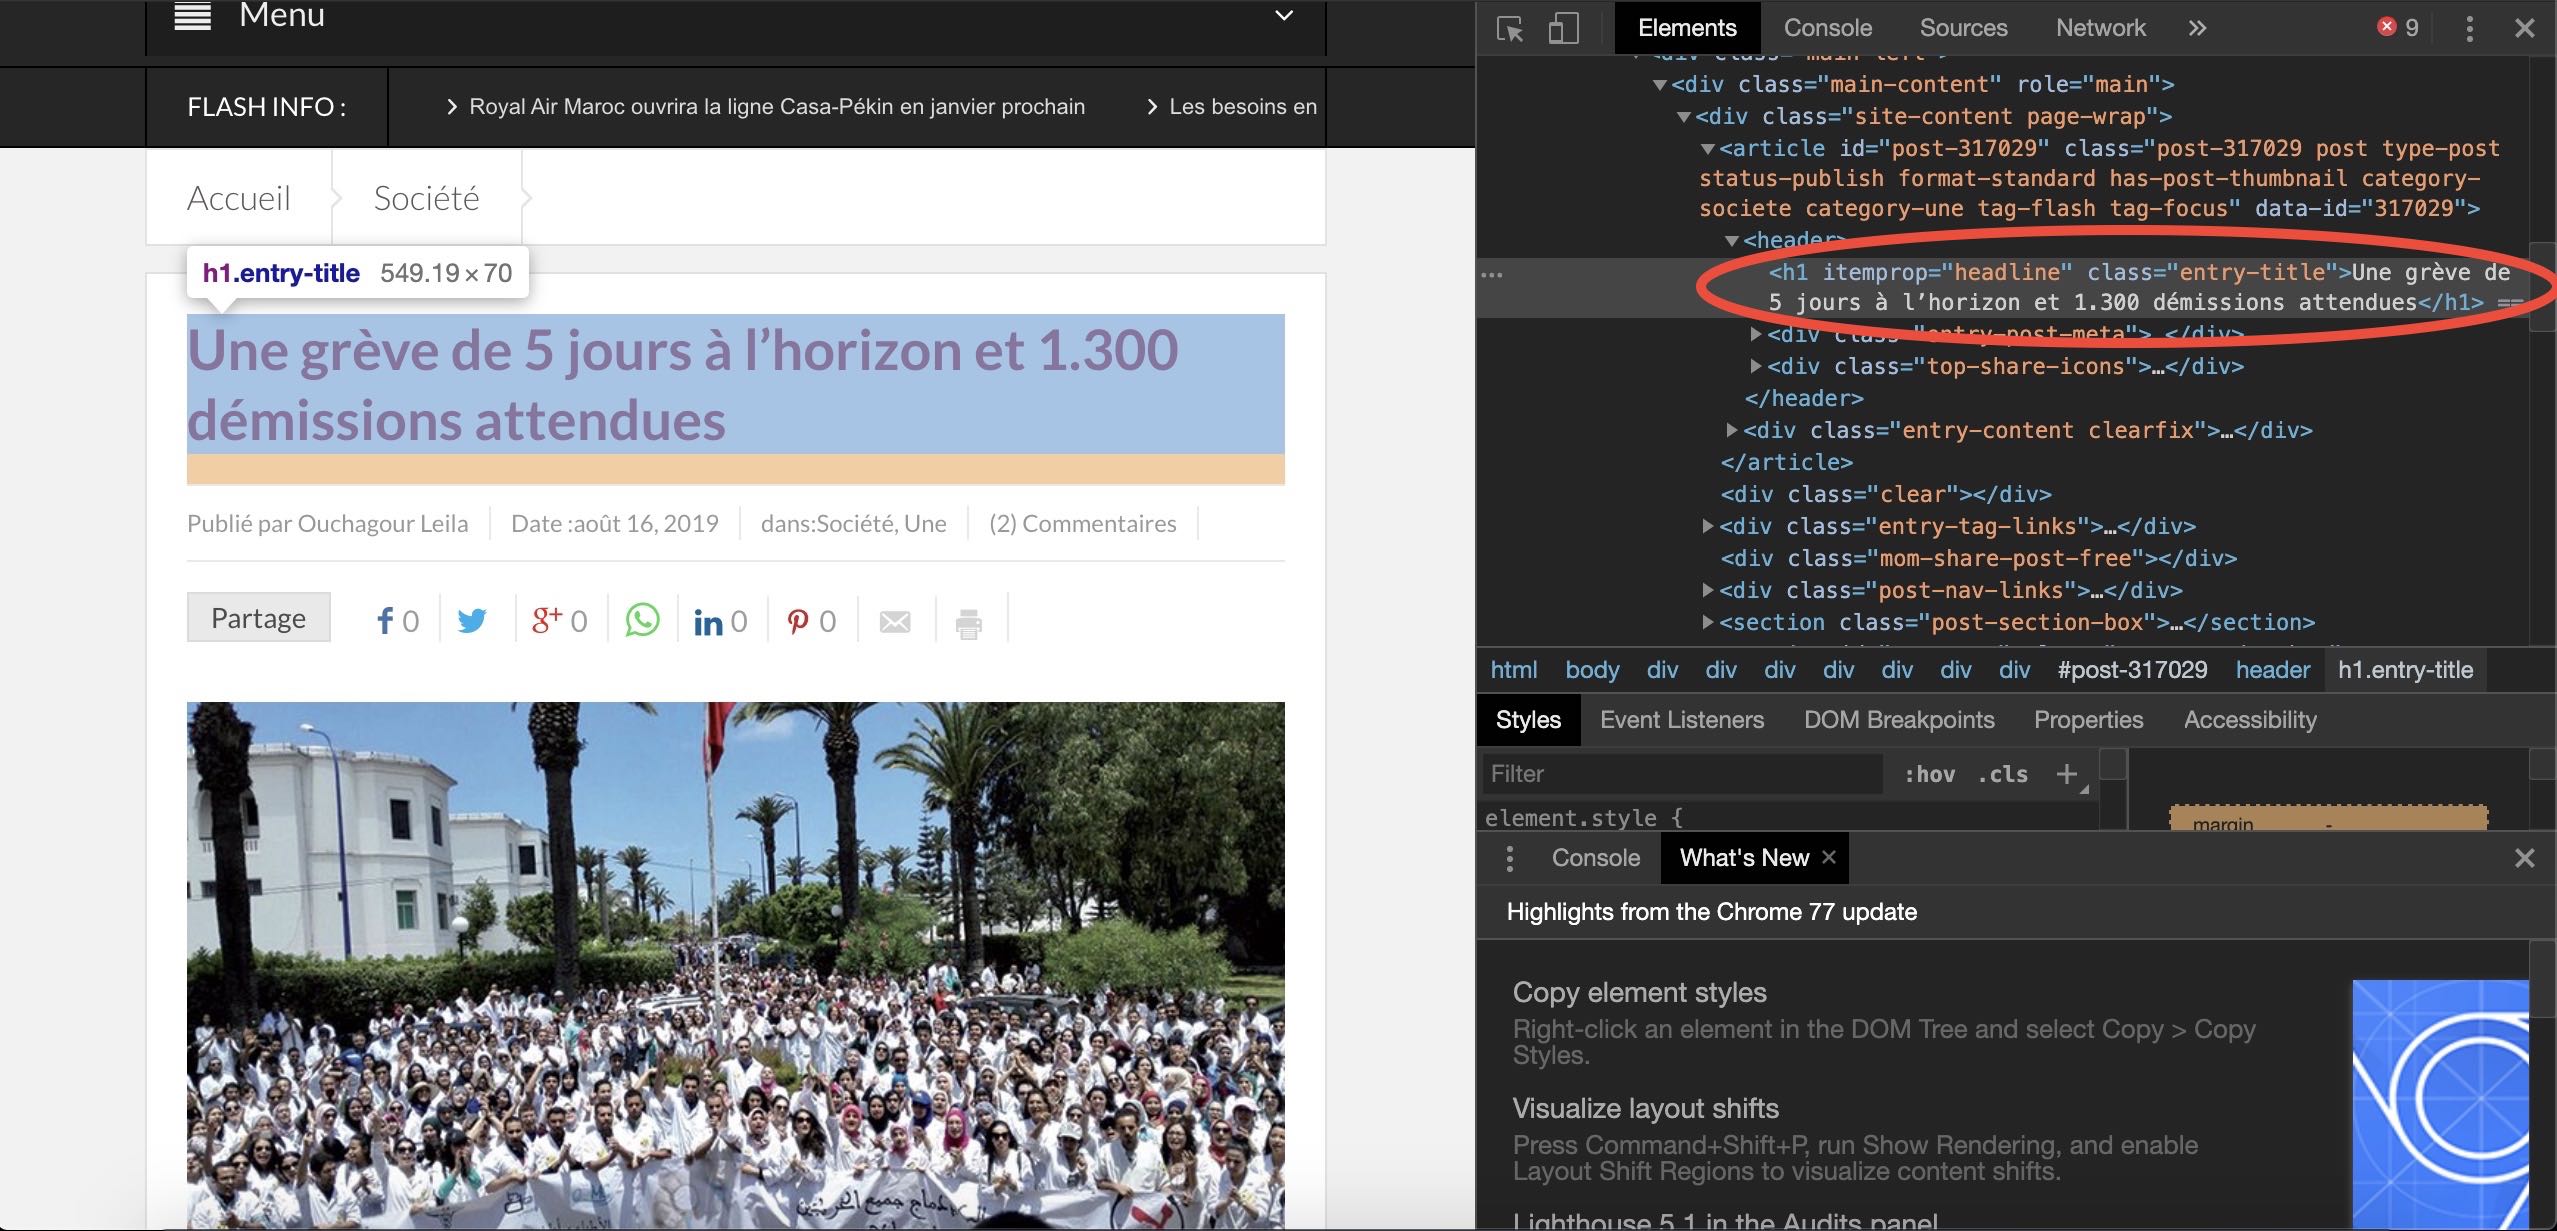 Menu
FLASH INFO :
Royal Air Maroc ouvrira la ligne Casa-Pékin en janvier prochain
Les besoins en
Accueil
Société
h1.entry-title 549.19×70
Une grève de 5 jours à l’horizon et 1.300
démissions attendues
Publié par Ouchagour Leila
Date :août 16, 2019
dans:Société, Une
(2) Commentaires
Partage
0
g+ 0
in 0
0
Elements Console Sources Network » 9
<div class="main-left">
<div class="main-content" role="main">
<div class="site-content page-wrap">
<article id="post-317029" class="post-317029 post type-post
status-publish format-standard has-post-thumbnail category-
societe category-une tag-flash tag-focus" data-id="317029">
<header>
<h1 itemprop="headline" class="entry-title">Une grève de
5 jours à l’horizon et 1.300 démissions attendues</h1> ==
<div class="entry-post-meta">…</div>
<div class="top-share-icons">…</div>
</header>
<div class="entry-content clearfix">…</div>
</article>
<div class="clear"></div>
<div class="entry-tag-links">…</div>
<div class="mom-share-post-free"></div>
<div class="post-nav-links">…</div>
<section class="post-section-box">…</section>
html body div div div div div div div #post-317029 header h1.entry-title
Styles Event Listeners DOM Breakpoints Properties Accessibility
Filter :hov .cls +
element.style {
margin -
Console What's New
Highlights from the Chrome 77 update
Copy element styles
Right-click an element in the DOM Tree and select Copy > Copy
Styles.
Visualize layout shifts
Press Command+Shift+P, run Show Rendering, and enable
Layout Shift Regions to visualize content shifts.
Lighthouse 5.1 in the Audits panel